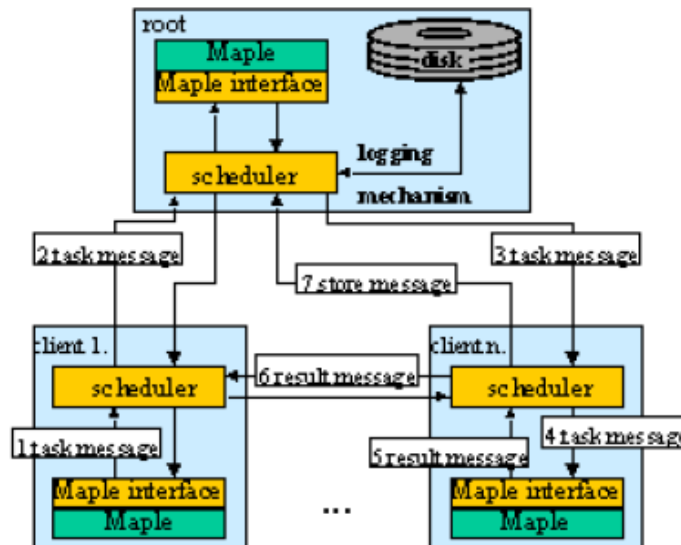 root
Maple
Maple interface
disk
logging
scheduler
mechanism
2 task message
3 task message
7 store message
client 1.
client n.
6 result message
scheduler
scheduler
1 task message
4 task message
5 result message
Maple interface
Maple interface
Maple
...
Maple